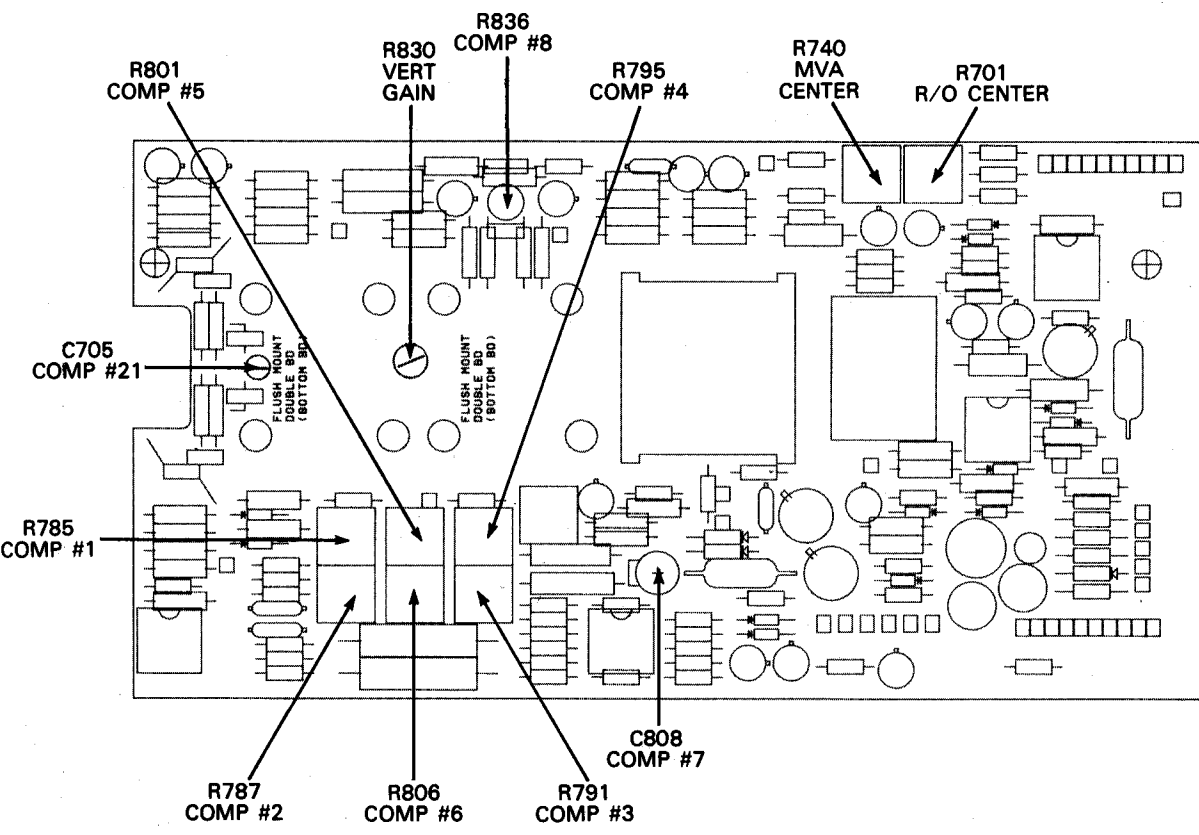 R836
COMP #8
R830
VERT
GAIN
R740
MVA
CENTER
R801
COMP #5
R795
COMP #4
R701
R/O CENTER
C705
COMP #21
FLUSH MOUNT
DOUBLE BD
(BOTTOM BD)
FLUSH MOUNT
DOUBLE BD
(BOTTOM BD)
R785
COMP #1
C808
COMP #7
R787
COMP #2
R806
COMP #6
R791
COMP #3